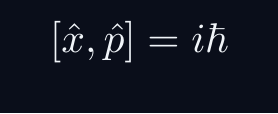 [x̂, p̂] = iħ